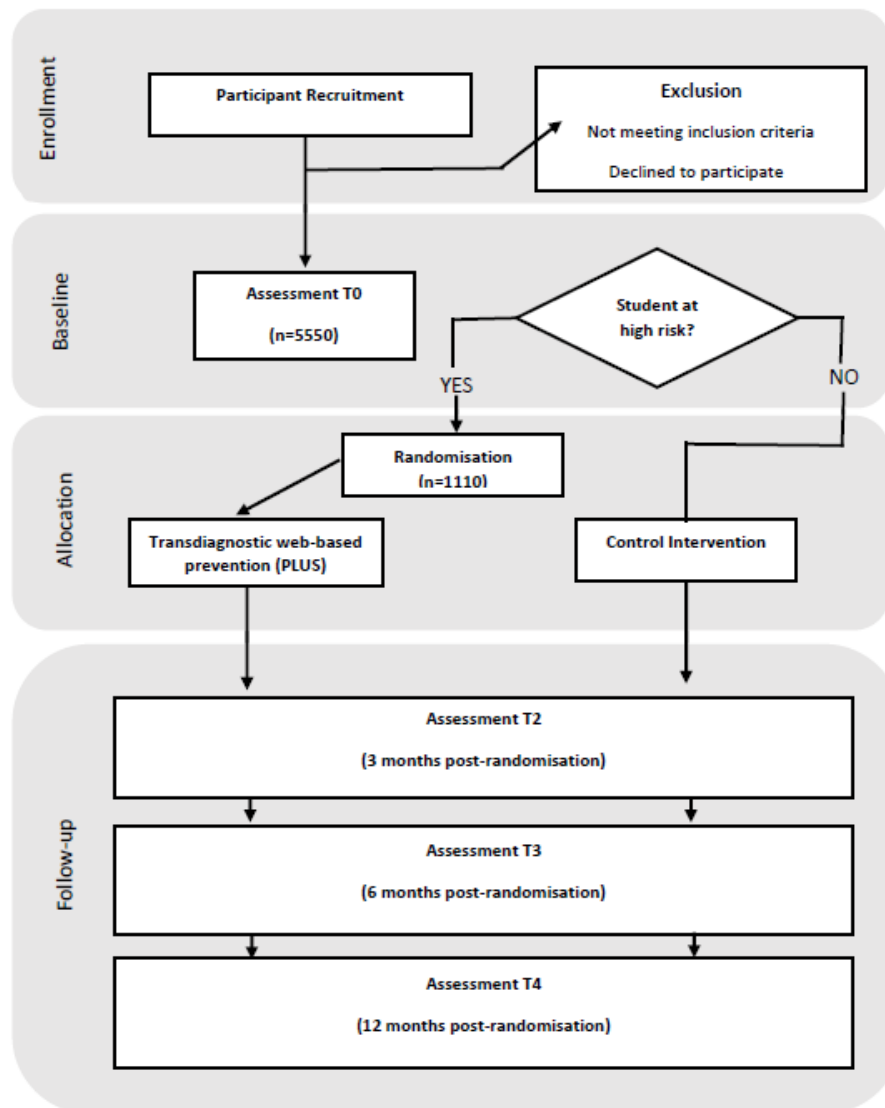 Enrollment
Participant Recruitment
Exclusion
Not meeting inclusion criteria
Declined to participate
Baseline
Assessment T0
(n=5550)
Student at
high risk?
YES
NO
Allocation
Randomisation
(n=1110)
Transdiagnostic web-based
prevention (PLUS)
Control Intervention
Follow-up
Assessment T2
(3 months post-randomisation)
Assessment T3
(6 months post-randomisation)
Assessment T4
(12 months post-randomisation)